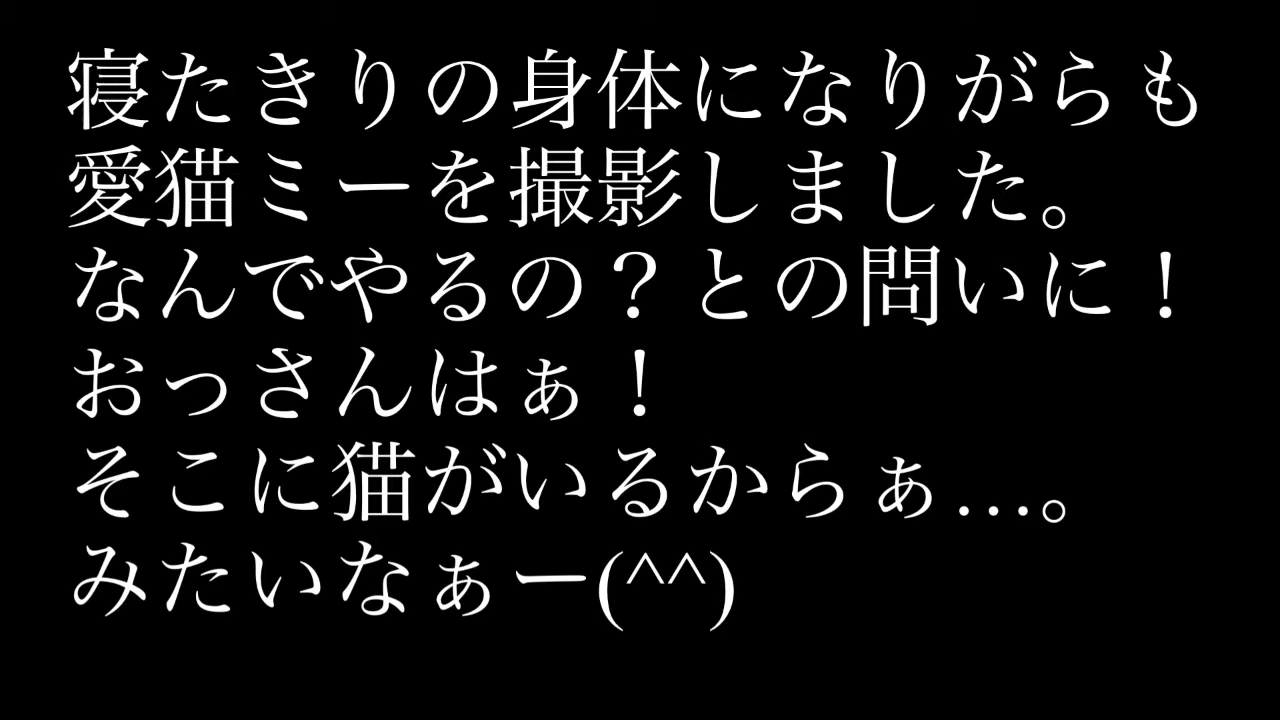 寝たきりの身体になりがらも
愛猫ミーを撮影しました。
なんでやるの？との問いに！
おっさんはぁ！
そこに猫がいるからぁ…。
みたいなぁー(^^)